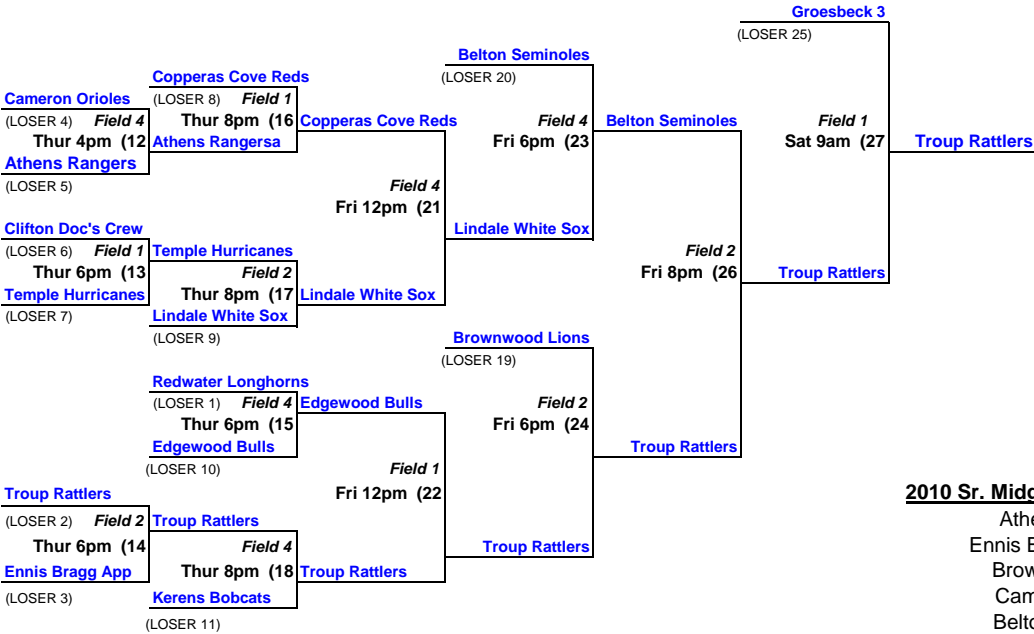 Groesbeck 3
(LOSER 25)
Belton Seminoles
(LOSER 20)
Copperas Cove Reds
Cameron Orioles
(LOSER 8) Field 1
(LOSER 4) Field 4
Thur 8pm (16
Copperas Cove Reds
Field 4
Belton Seminoles
Field 1
Thur 4pm (12
Athens Rangersa
Fri 6pm (23
Sat 9am (27
Troup Rattlers
Athens Rangers
(LOSER 5)
Field 4
Fri 12pm (21
Clifton Doc's Crew
Lindale White Sox
(LOSER 6) Field 1
Temple Hurricanes
Field 2
Thur 6pm (13
Field 2
Fri 8pm (26
Troup Rattlers
Temple Hurricanes
Thur 8pm (17
Lindale White Sox
(LOSER 7)
Lindale White Sox
(LOSER 9)
Brownwood Lions
(LOSER 19)
Redwater Longhorns
(LOSER 1) Field 4
Edgewood Bulls
Field 2
Thur 6pm (15
Fri 6pm (24
Edgewood Bulls
Troup Rattlers
(LOSER 10)
Field 1
Troup Rattlers
Fri 12pm (22
2010 Sr. Midd
(LOSER 2) Field 2
Troup Rattlers
Athe
Thur 6pm (14
Field 4
Troup Rattlers
Ennis B
Ennis Bragg App
Thur 8pm (18
Troup Rattlers
Brow
(LOSER 3)
Kerens Bobcats
Cam
(LOSER 11)
Belto